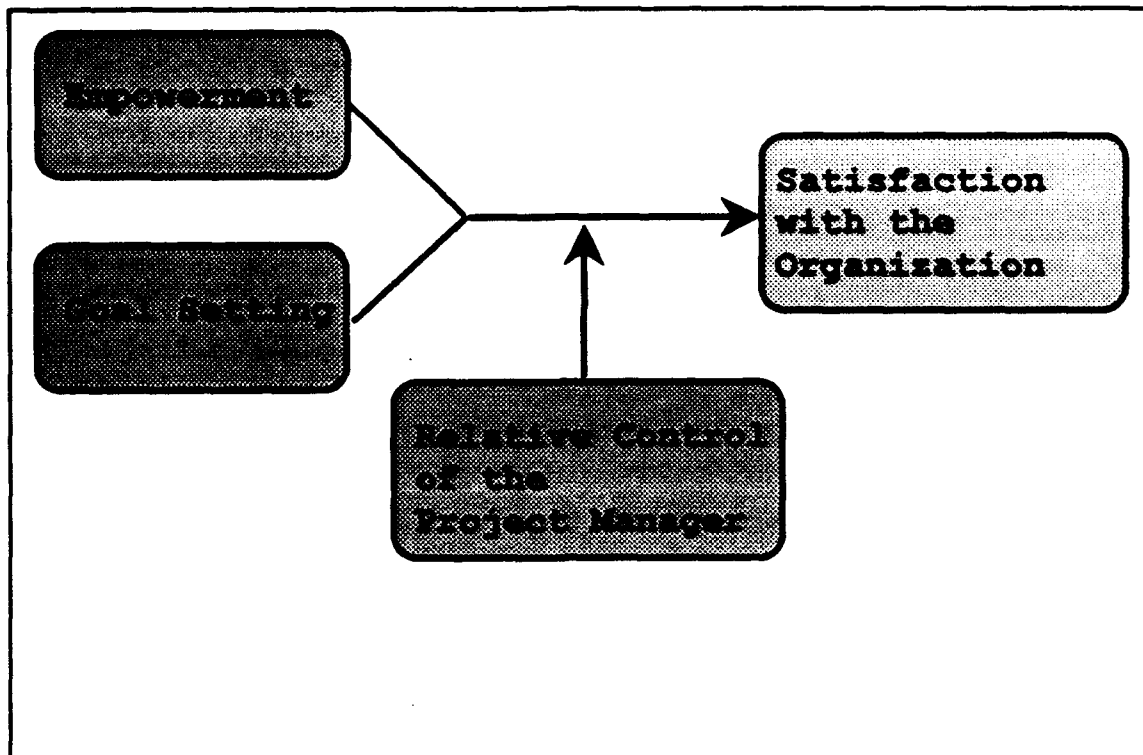 Empowerment
Goal Setting
Satisfaction
with the
Organization
Relative Control
of the
Project Manager